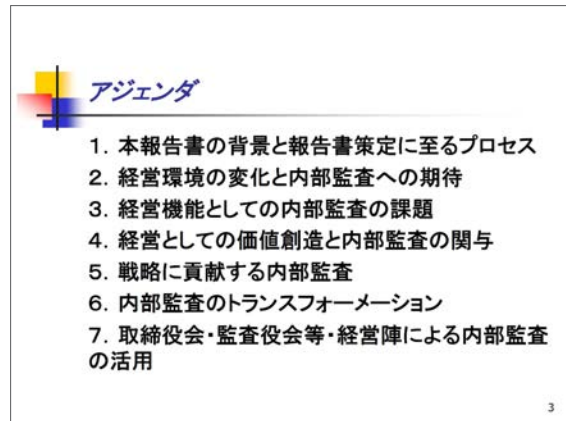 アジェンダ
1. 本報告書の背景と報告書策定に至るプロセス
2. 経営環境の変化と内部監査への期待
3. 経営機能としての内部監査の課題
4. 経営としての価値創造と内部監査の関与
5. 戦略に貢献する内部監査
6. 内部監査のトランスフォーメーション
7. 取締役会・監査役会等・経営陣による内部監査
の活用
3